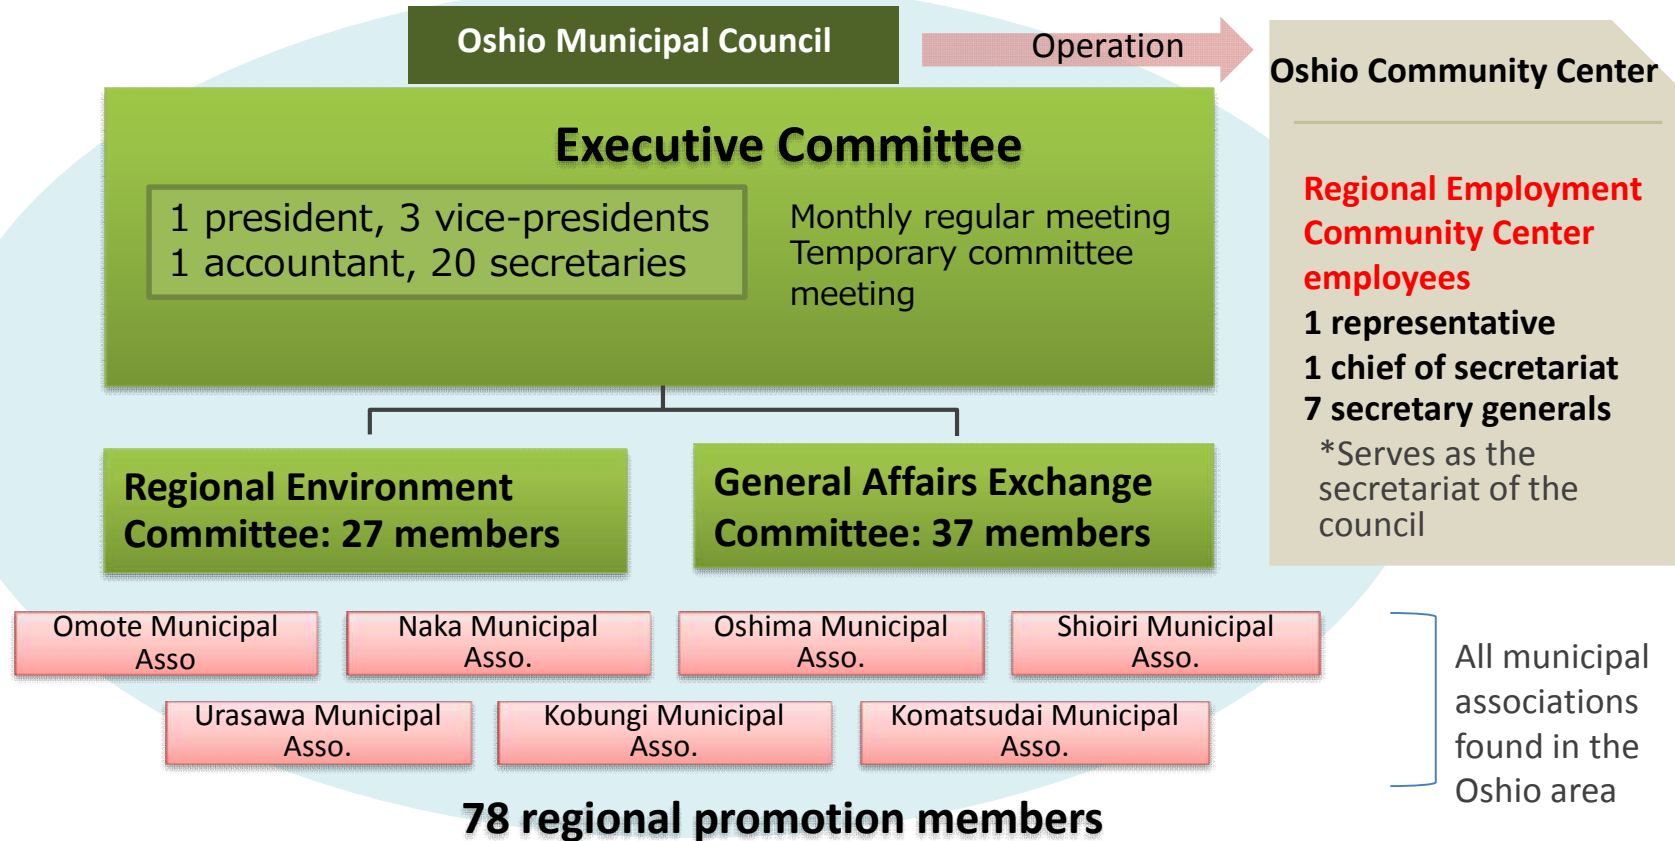 Oshio Municipal Council
Operation
Oshio Community Center
Executive Committee
1 president, 3 vice-presidents
1 accountant, 20 secretaries
Monthly regular meeting
Temporary committee
meeting
Regional Employment
Community Center
employees
1 representative
1 chief of secretariat
7 secretary generals
*Serves as the
secretariat of the
council
Regional Environment
Committee: 27 members
General Affairs Exchange
Committee: 37 members
Omote Municipal
Asso
Naka Municipal
Asso.
Oshima Municipal
Asso.
Shioiri Municipal
Asso.
Urasawa Municipal
Asso.
Kobungi Municipal
Asso.
Komatsudai Municipal
Asso.
All municipal
associations
found in the
Oshio area
78 regional promotion members